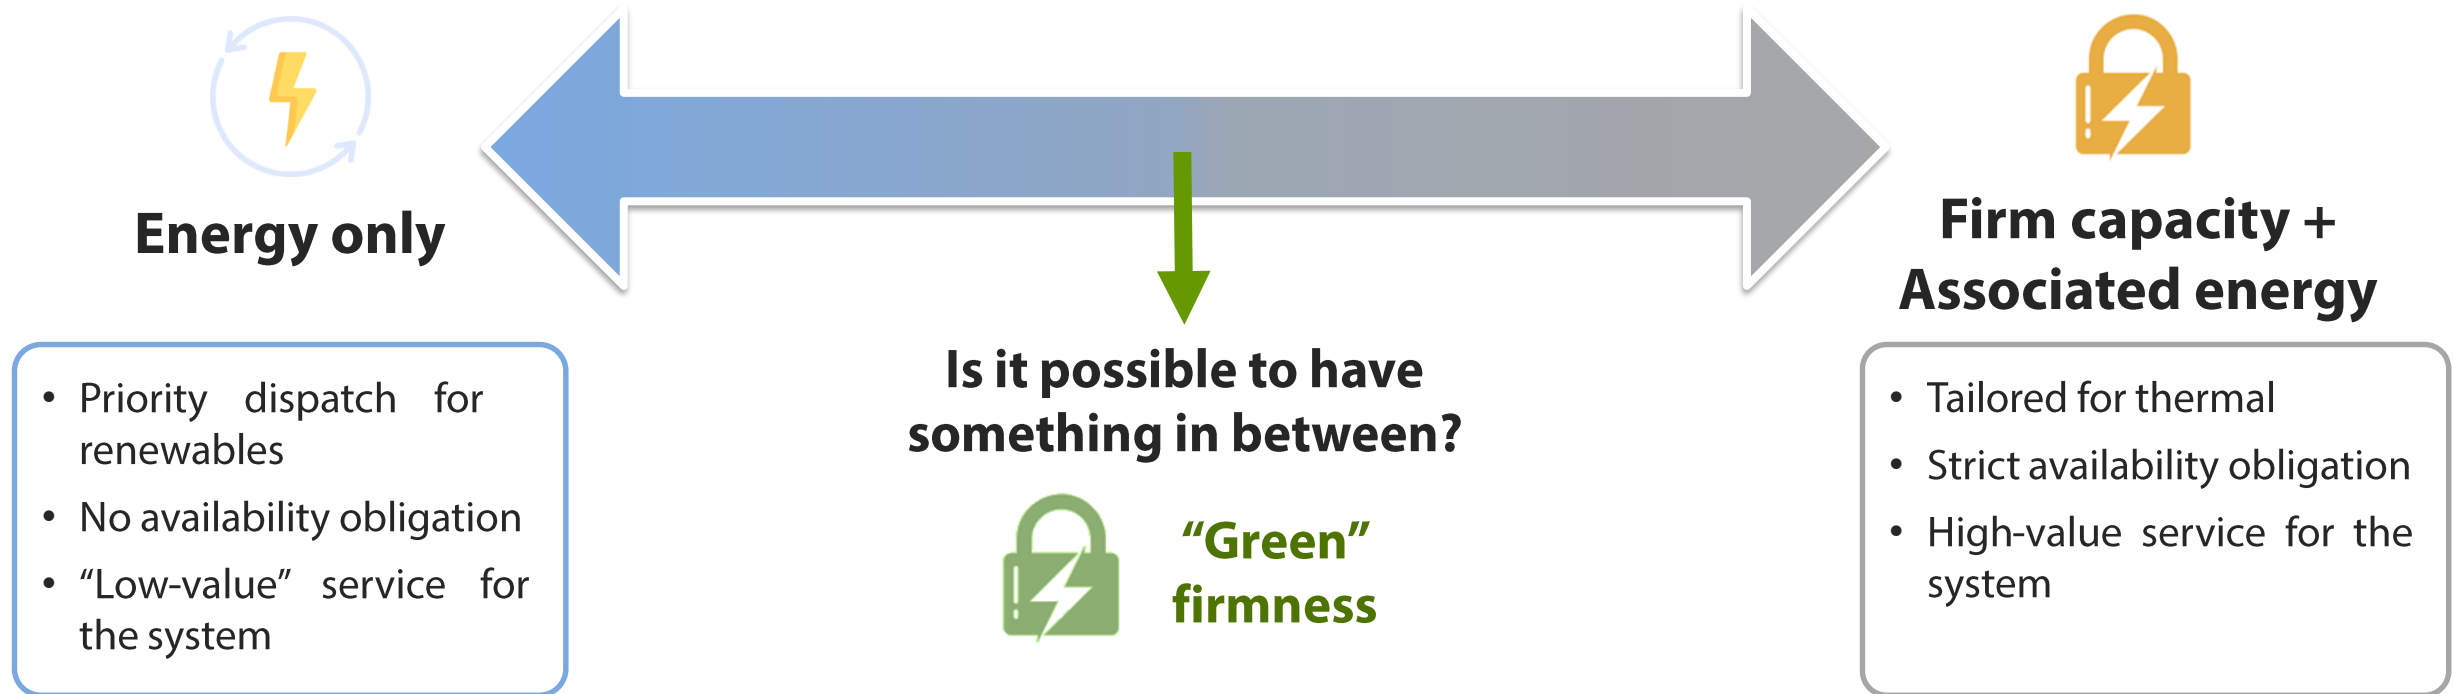 Energy only
• Priority dispatch for
renewables
• No availability obligation
• “Low-value” service for
the system
Is it possible to have
something in between?
“Green”
firmness
Firm capacity +
Associated energy
• Tailored for thermal
• Strict availability obligation
• High-value service for the
system